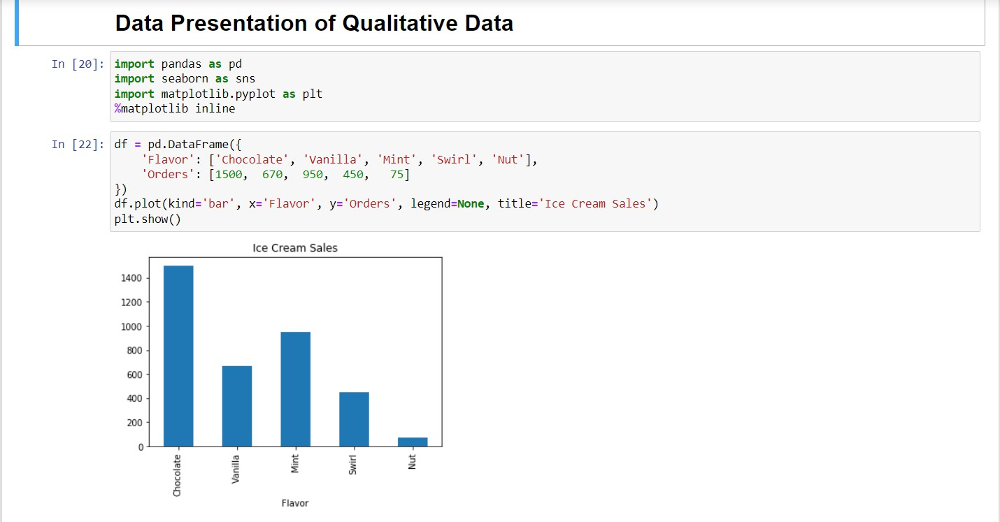 Data Presentation of Qualitative Data
In [20]: import pandas as pd
import seaborn as sns
import matplotlib.pyplot as plt
%matplotlib inline
In [22]: df = pd.DataFrame({
    'Flavor': ['Chocolate', 'Vanilla', 'Mint', 'Swirl', 'Nut'],
    'Orders': [1500,  670,  950,  450,   75]
})
df.plot(kind='bar', x='Flavor', y='Orders', legend=None, title='Ice Cream Sales')
plt.show()
Ice Cream Sales
1400
1200
1000
800
600
400
200
0
Chocolate
Vanilla
Mint
Swirl
Nut
Flavor